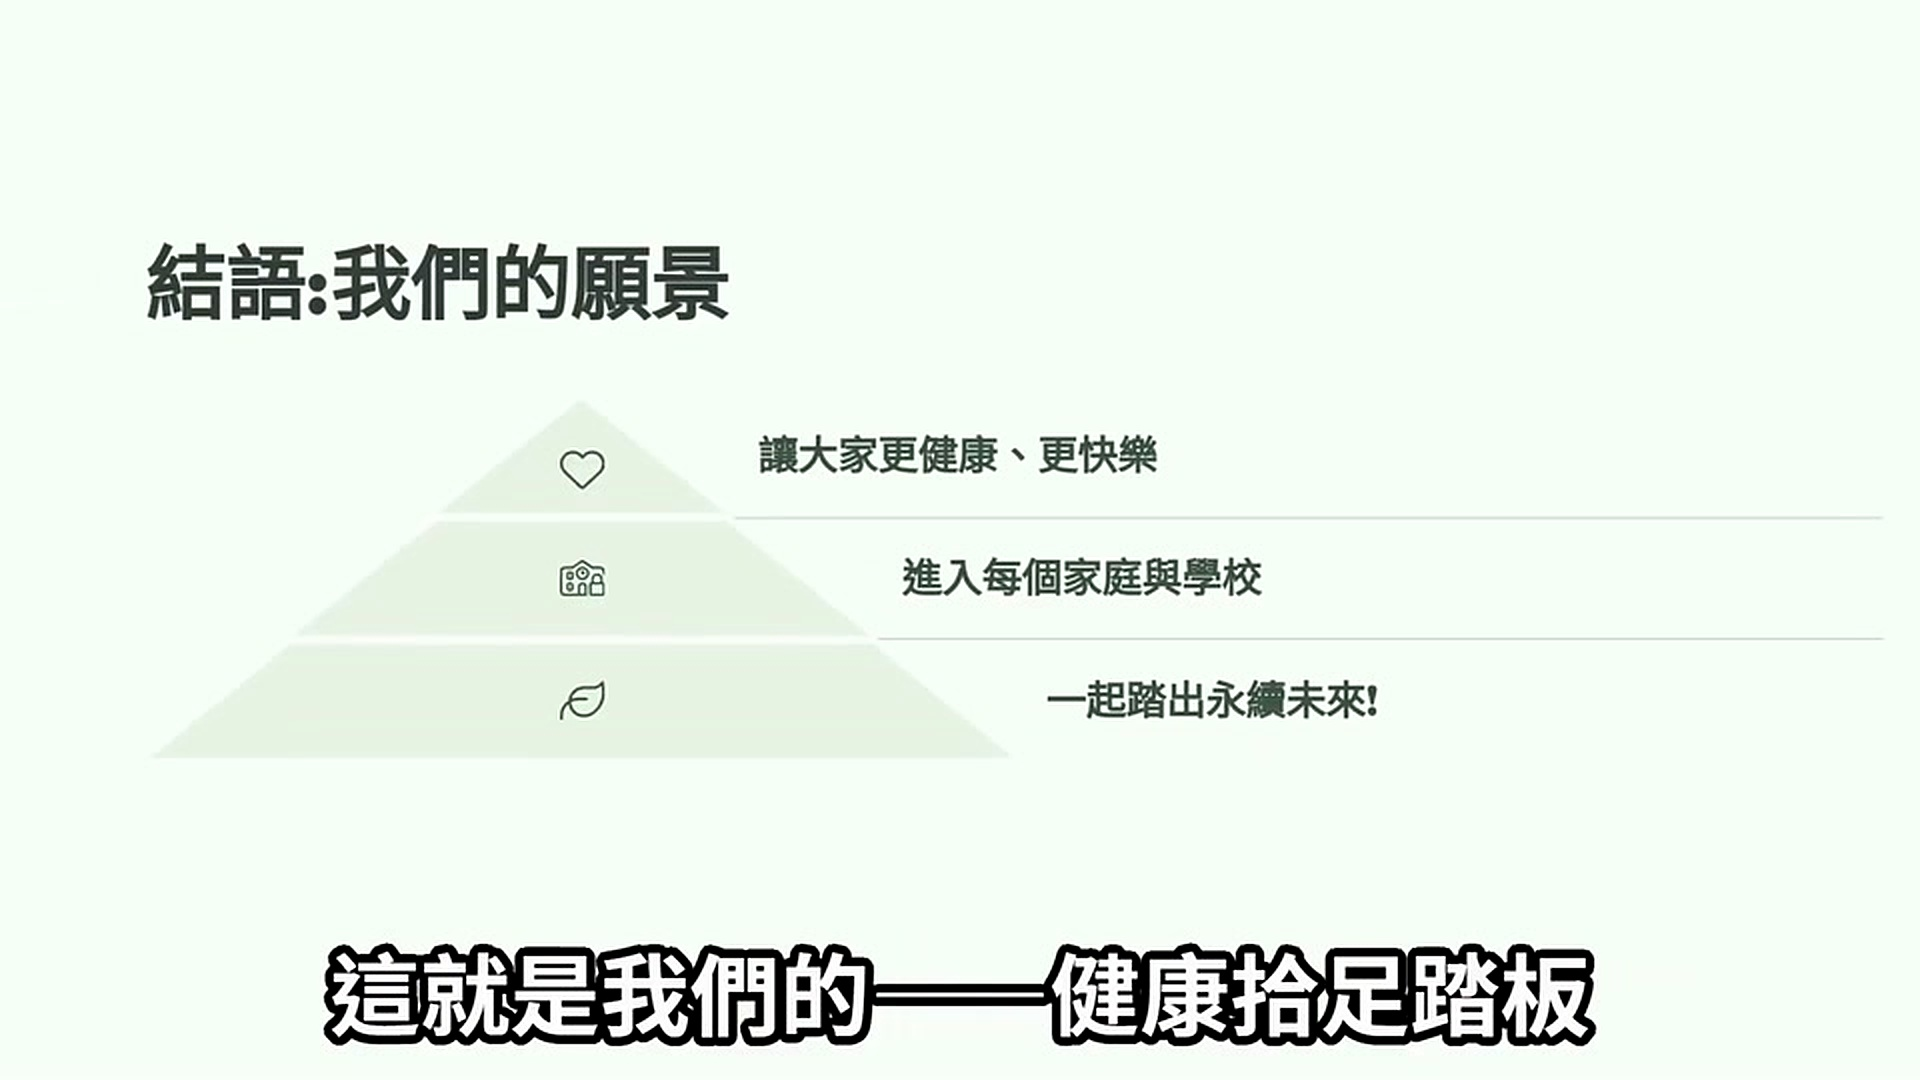 結語:我們的願景
讓大家更健康、更快樂
進入每個家庭與學校
一起踏出永續未來!
這就是我們的——健康拾足踏板